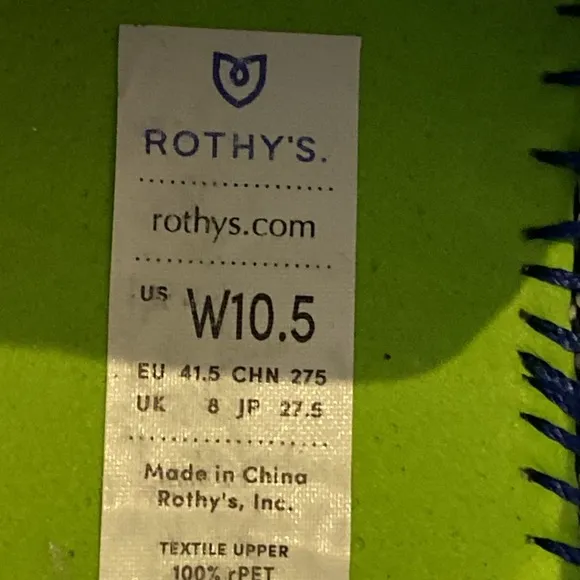 ROTHY'S.
rothys.com
US W10.5
EU 41.5 CHN 275
UK 8 JP 27.5
Made in China
Rothy's, Inc.
TEXTILE UPPER
100% rPET